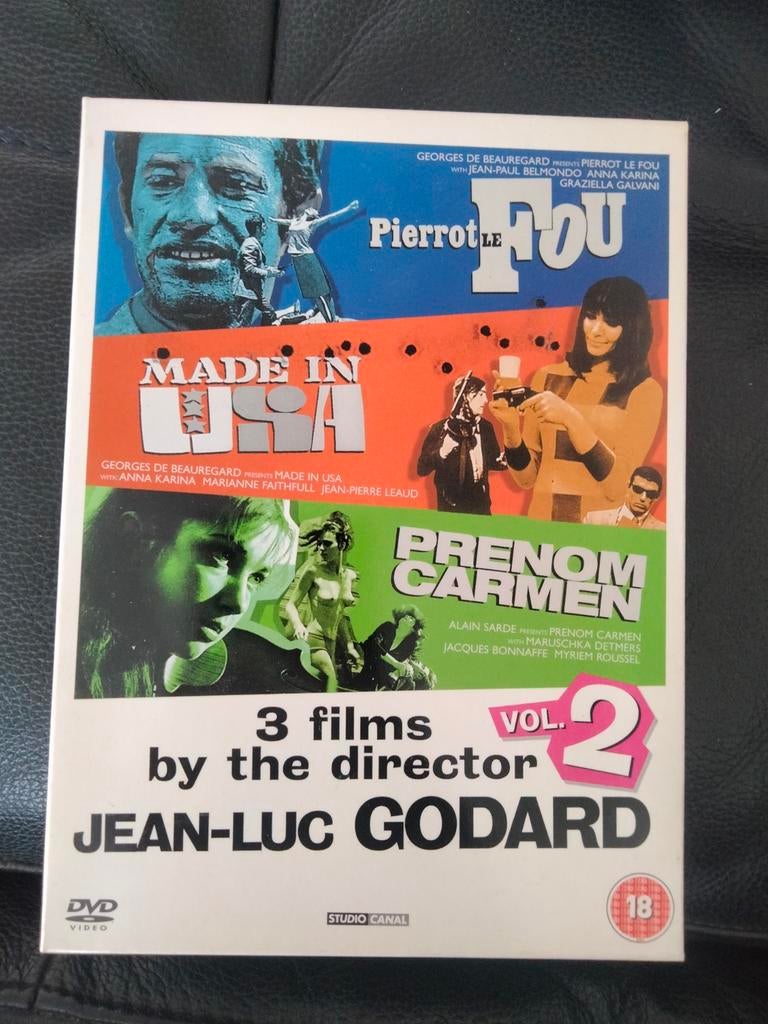 GEORGES DE BEAUREGARD PRESENTS PIERROT LE FOU
WITH JEAN-PAUL BELMONDO ANNA KARINA
GRAZIELLA GALVANI
Pierrot LE FOU
MADE IN
USA
GEORGES DE BEAUREGARD PRESENTS MADE IN USA
WITH ANNA KARINA MARIANNE FAITHFULL JEAN-PIERRE LEAUD
PRENOM
CARMEN
ALAIN SARDE PRESENTS PRENOM CARMEN
WITH MARUSCHKA DETMERS
JACQUES BONNAFFE MYRIEM ROUSSEL
3 films
by the director
VOL. 2
JEAN-LUC GODARD
DVD
VIDEO
STUDIO CANAL
18